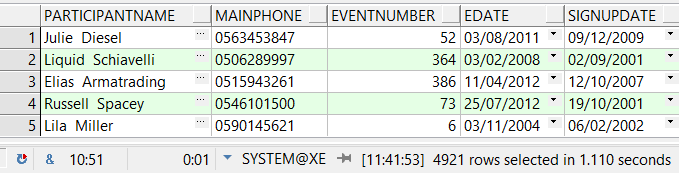 PARTICIPANTNAME MAINPHONE EVENTNUMBER EDATE SIGNUPDATE
1 Julie Diesel ... 0563453847 52 03/08/2011 09/12/2009
2 Liquid Schiavelli ... 0506289997 364 03/02/2008 02/09/2001
3 Elias Armatrading ... 0515943261 386 11/04/2012 12/10/2007
4 Russell Spacey ... 0546101500 73 25/07/2012 19/10/2001
5 Lila Miller ... 0590145621 6 03/11/2004 06/02/2002
& 10:51 0:01 SYSTEM@XE [11:41:53] 4921 rows selected in 1.110 seconds